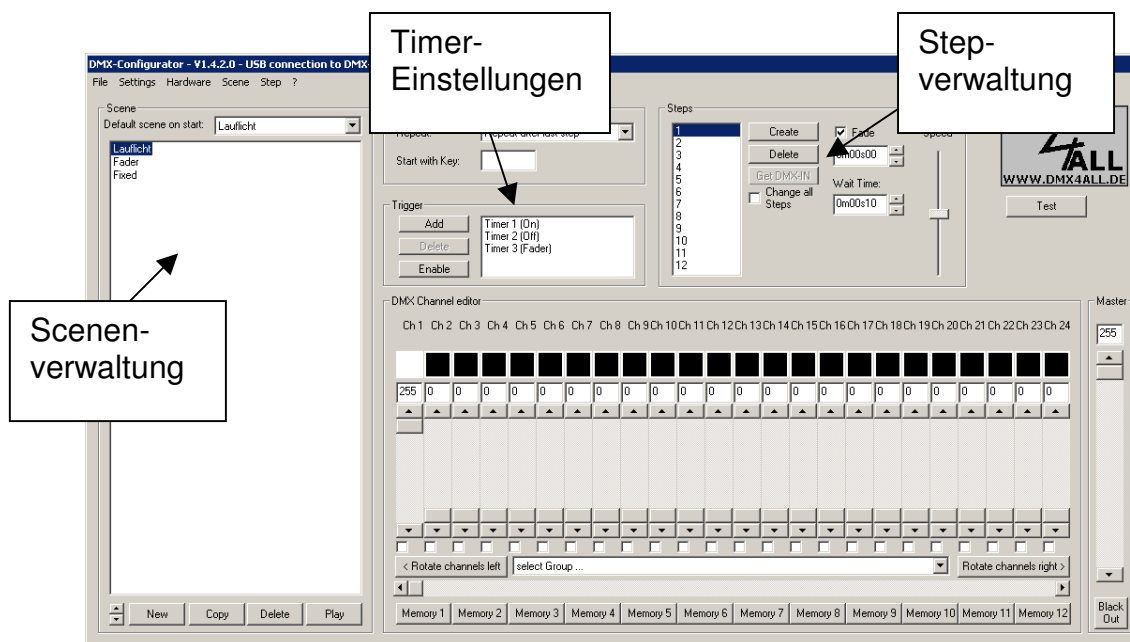 Timer-
Einstellungen
Step-
verwaltung
DMX-Configurator - V1.4.2.0 - USB connection to DMX-
File Settings Hardware Scene Step ?
Scene
Default scene on start: Lauflicht
Lauflicht
Fader
Fixed
Repeat: Repeat after last step
Start with Key:
Trigger
Add
Delete
Enable
Timer 1 (On)
Timer 2 (Off)
Timer 3 (Fader)
Steps
1
2
3
4
5
6
7
8
9
10
11
12
Create
Delete
Get DMX-IN
Change all
Steps
Fade
0m00s00
Wait Time:
0m00s10
Speed
4
ALL
WWW.DMX4ALL.DE
Test
Scenen-
verwaltung
DMX Channel editor
Ch 1 Ch 2 Ch 3 Ch 4 Ch 5 Ch 6 Ch 7 Ch 8 Ch 9 Ch 10 Ch 11 Ch 12 Ch 13 Ch 14 Ch 15 Ch 16 Ch 17 Ch 18 Ch 19 Ch 20 Ch 21 Ch 22 Ch 23 Ch 24
255 0 0 0 0 0 0 0 0 0 0 0 0 0 0 0 0 0 0 0 0 0 0 0
< Rotate channels left select Group ... Rotate channels right >
Memory 1 Memory 2 Memory 3 Memory 4 Memory 5 Memory 6 Memory 7 Memory 8 Memory 9 Memory 10 Memory 11 Memory 12
Master
255
Black
Out
New Copy Delete Play